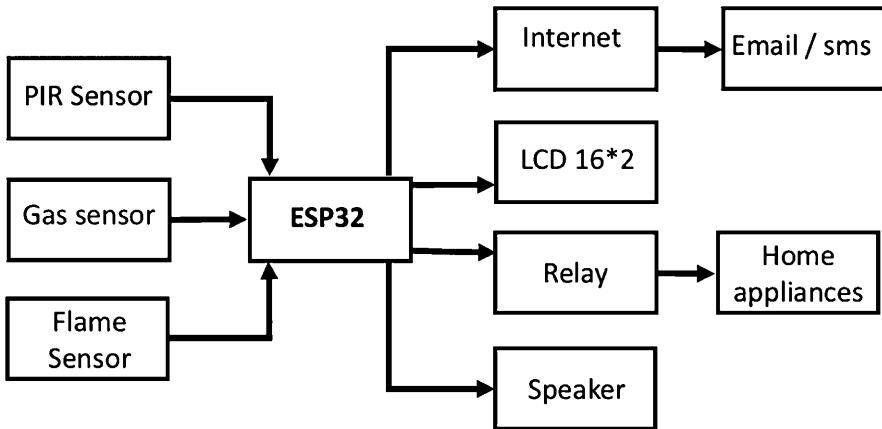 Internet
Email / sms
PIR Sensor
LCD 16*2
Gas sensor
ESP32
Relay
Home
appliances
Flame
Sensor
Speaker